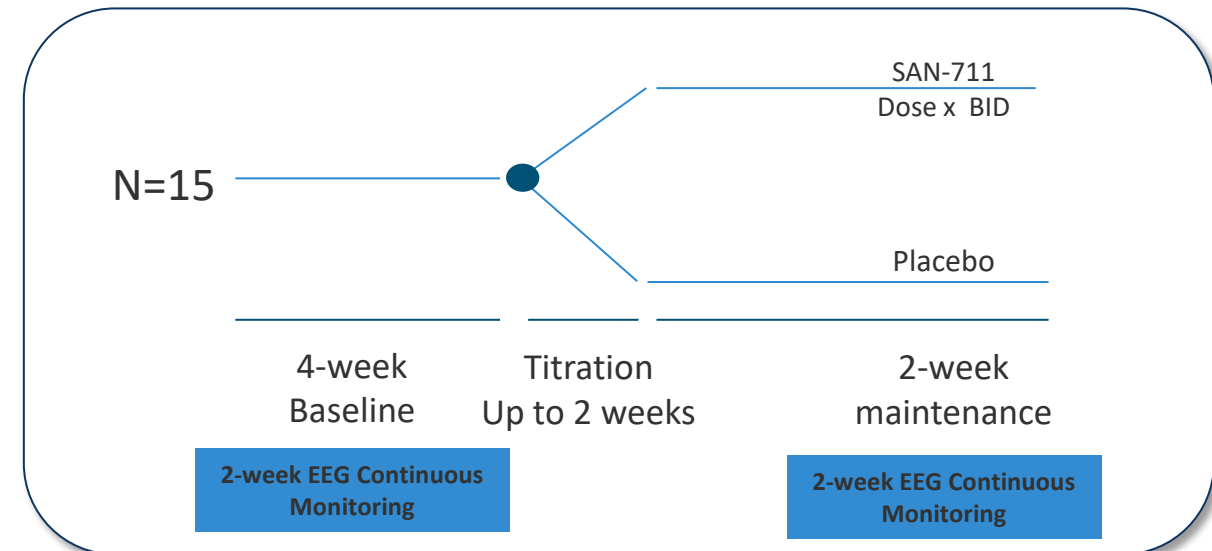 SAN-711
Dose x  BID
N=15
Placebo
4-week
Baseline
Titration
Up to 2 weeks
2-week
maintenance
2-week EEG Continuous
Monitoring
2-week EEG Continuous
Monitoring